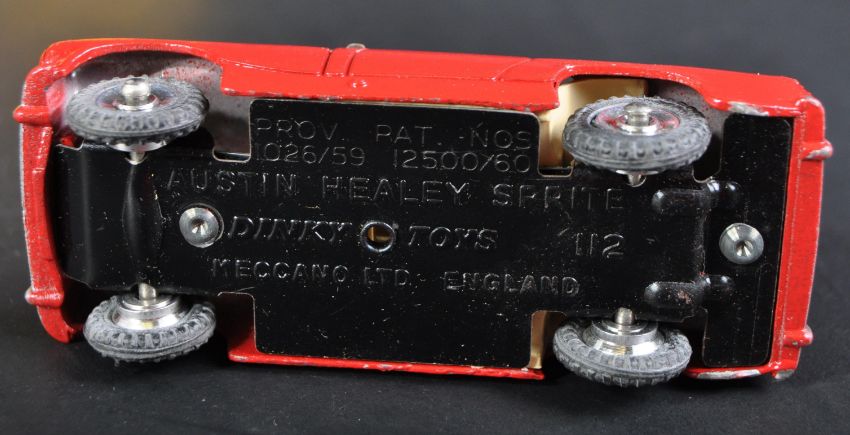 PROV. PAT. NOS
1026/59 12500/60
AUSTIN HEALEY SPRITE
DINKY TOYS 112
MECCANO LTD. ENGLAND